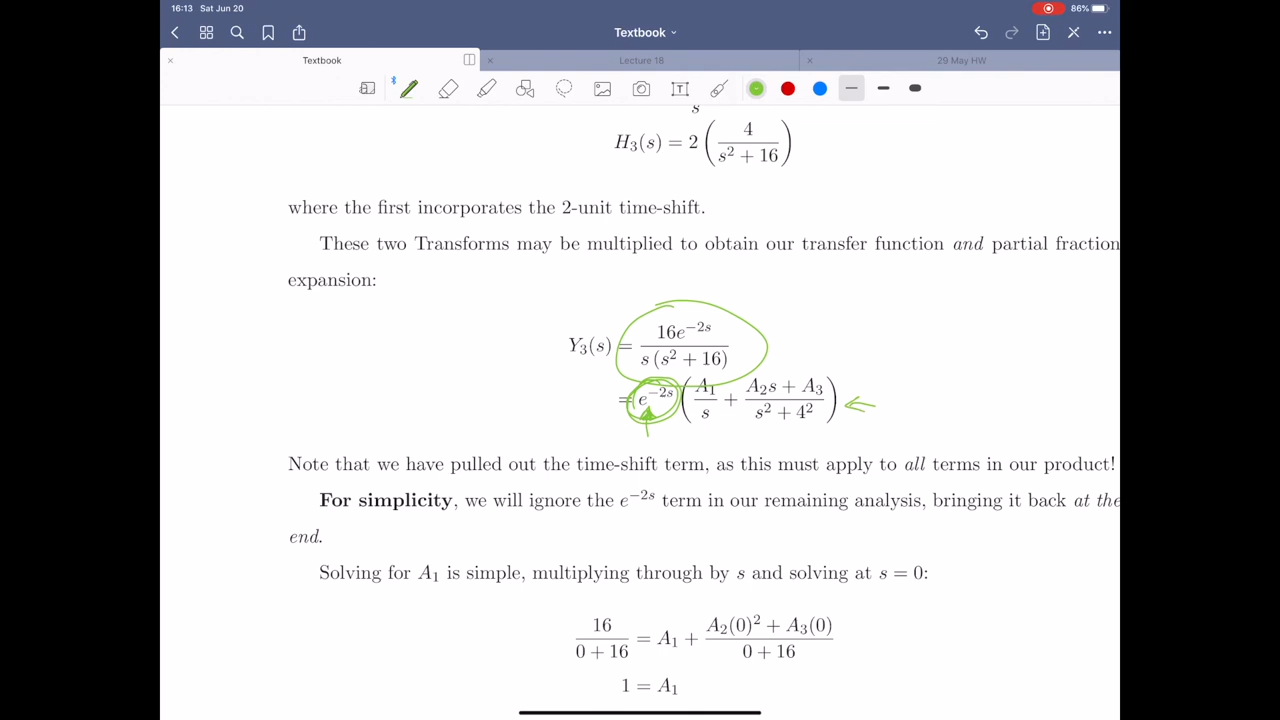 16:13 Sat Jun 20 86%
Textbook
Textbook Lecture 18 29 May HW
s
H₃(s) = 2 ( 4 / (s² + 16) )
where the first incorporates the 2-unit time-shift.
These two Transforms may be multiplied to obtain our transfer function and partial fraction
expansion:
Y₃(s) = 16e⁻²ˢ / (s (s² + 16))
= e⁻²ˢ ( A₁/s + (A₂s + A₃)/(s² + 4²) )
Note that we have pulled out the time-shift term, as this must apply to all terms in our product!
For simplicity, we will ignore the e⁻²ˢ term in our remaining analysis, bringing it back at the
end.
Solving for A₁ is simple, multiplying through by s and solving at s = 0:
16 / (0 + 16) = A₁ + (A₂(0)² + A₃(0)) / (0 + 16)
1 = A₁